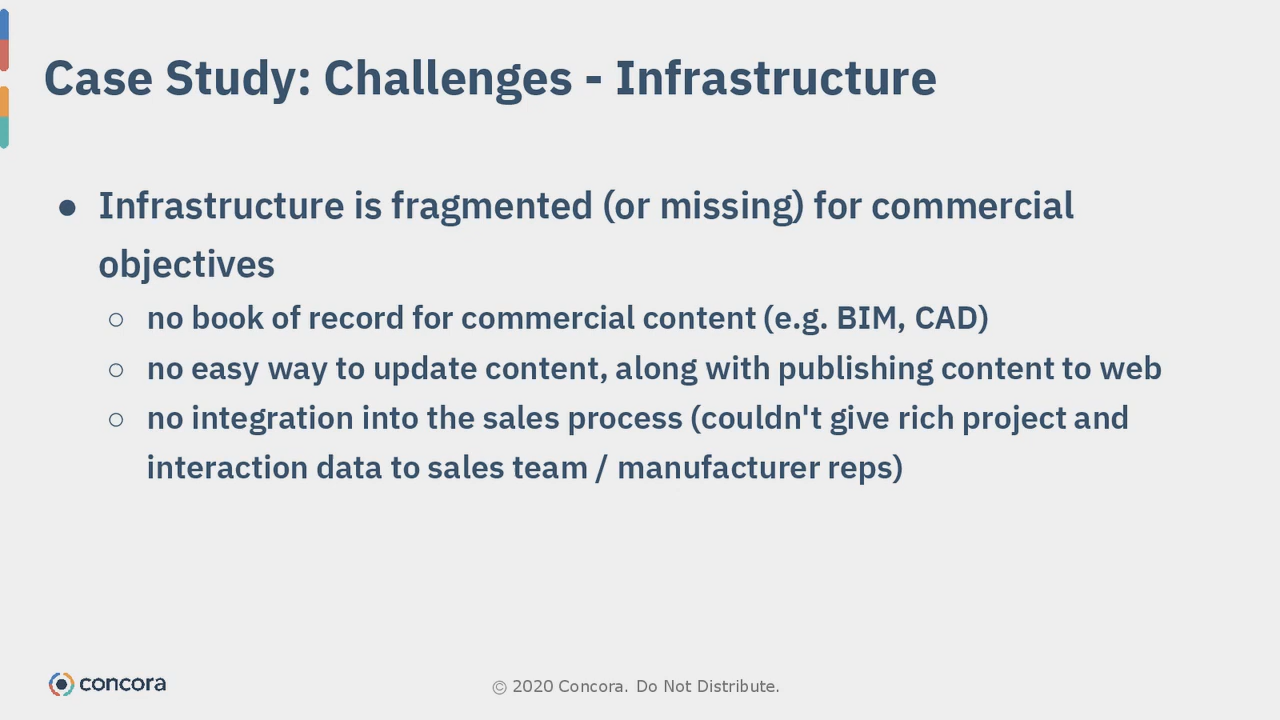 Case Study: Challenges - Infrastructure
● Infrastructure is fragmented (or missing) for commercial
objectives
○ no book of record for commercial content (e.g. BIM, CAD)
○ no easy way to update content, along with publishing content to web
○ no integration into the sales process (couldn't give rich project and
interaction data to sales team / manufacturer reps)
concora
© 2020 Concora. Do Not Distribute.